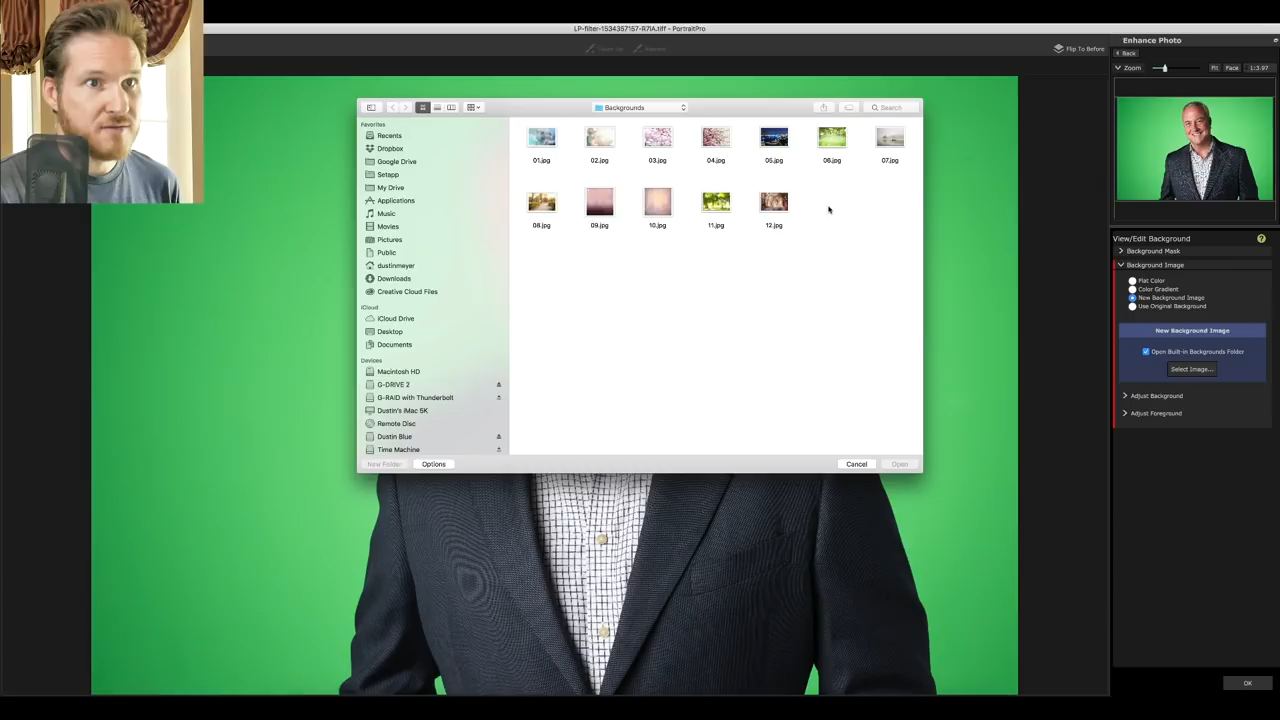 LP-filter-1534357157-R7IA.tiff - PortraitPro
Flip To Before
Enhance Photo
Back
Zoom
Fit
Face
1:3.97
Backgrounds
Search
Favorites
Recents
Dropbox
Google Drive
Setapp
My Drive
Applications
Music
Movies
Pictures
Public
dustinmeyer
Downloads
Creative Cloud Files
iCloud
iCloud Drive
Desktop
Documents
Devices
Macintosh HD
G-DRIVE 2
G-RAID with Thunderbolt
Dustin's iMac 5K
Remote Disc
Dustin Blue
Time Machine
01.jpg
02.jpg
03.jpg
04.jpg
05.jpg
06.jpg
07.jpg
08.jpg
09.jpg
10.jpg
11.jpg
12.jpg
New Folder
Options
Cancel
Open
View/Edit Background
?
Background Mask
Background Image
Flat Color
Color Gradient
New Background Image
Use Original Background
New Background Image
Open Built-in Backgrounds Folder
Select Image...
Adjust Background
Adjust Foreground
OK